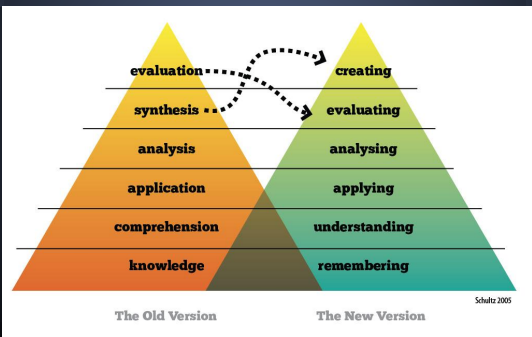 evaluation creating
synthesis evaluating
analysis analysing
application applying
comprehension understanding
knowledge remembering
Schultz 2005
The Old Version The New Version